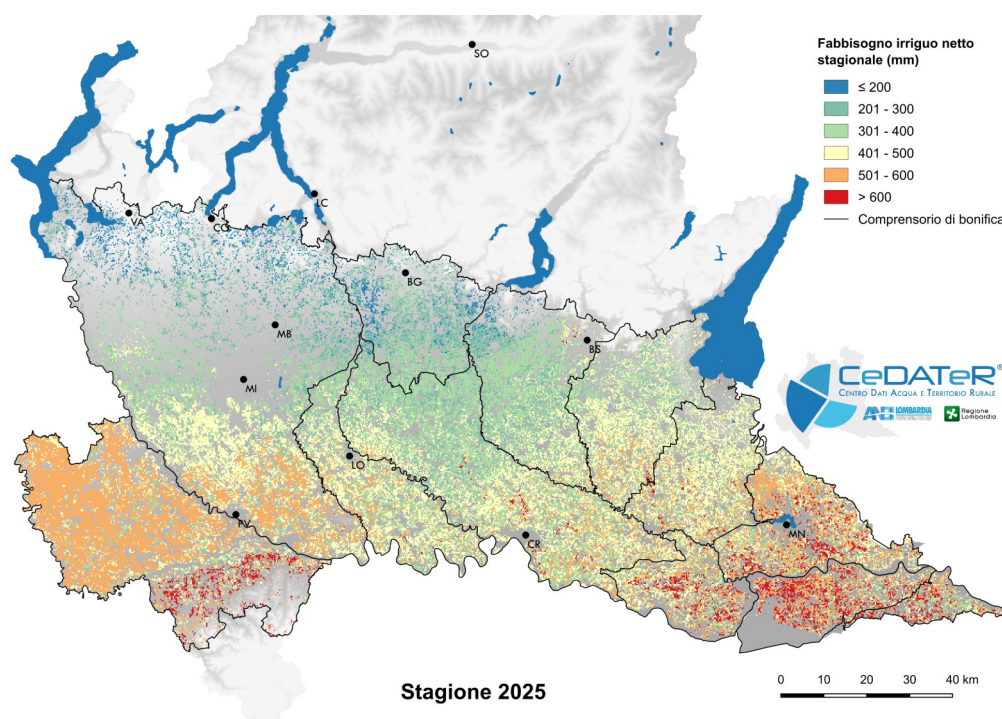 Fabbisogno irriguo netto
stagionale (mm)
≤ 200
201 - 300
301 - 400
401 - 500
501 - 600
> 600
Comprensorio di bonifica
SO
LC
VA
CO
BG
MB
BS
MI
CeDATeR®
CENTRO DATI ACQUA E TERRITORIO RURALE
ANBI LOMBARDIA
Regione
Lombardia
LO
PV
CR
MN
Stagione 2025
0 10 20 30 40 km